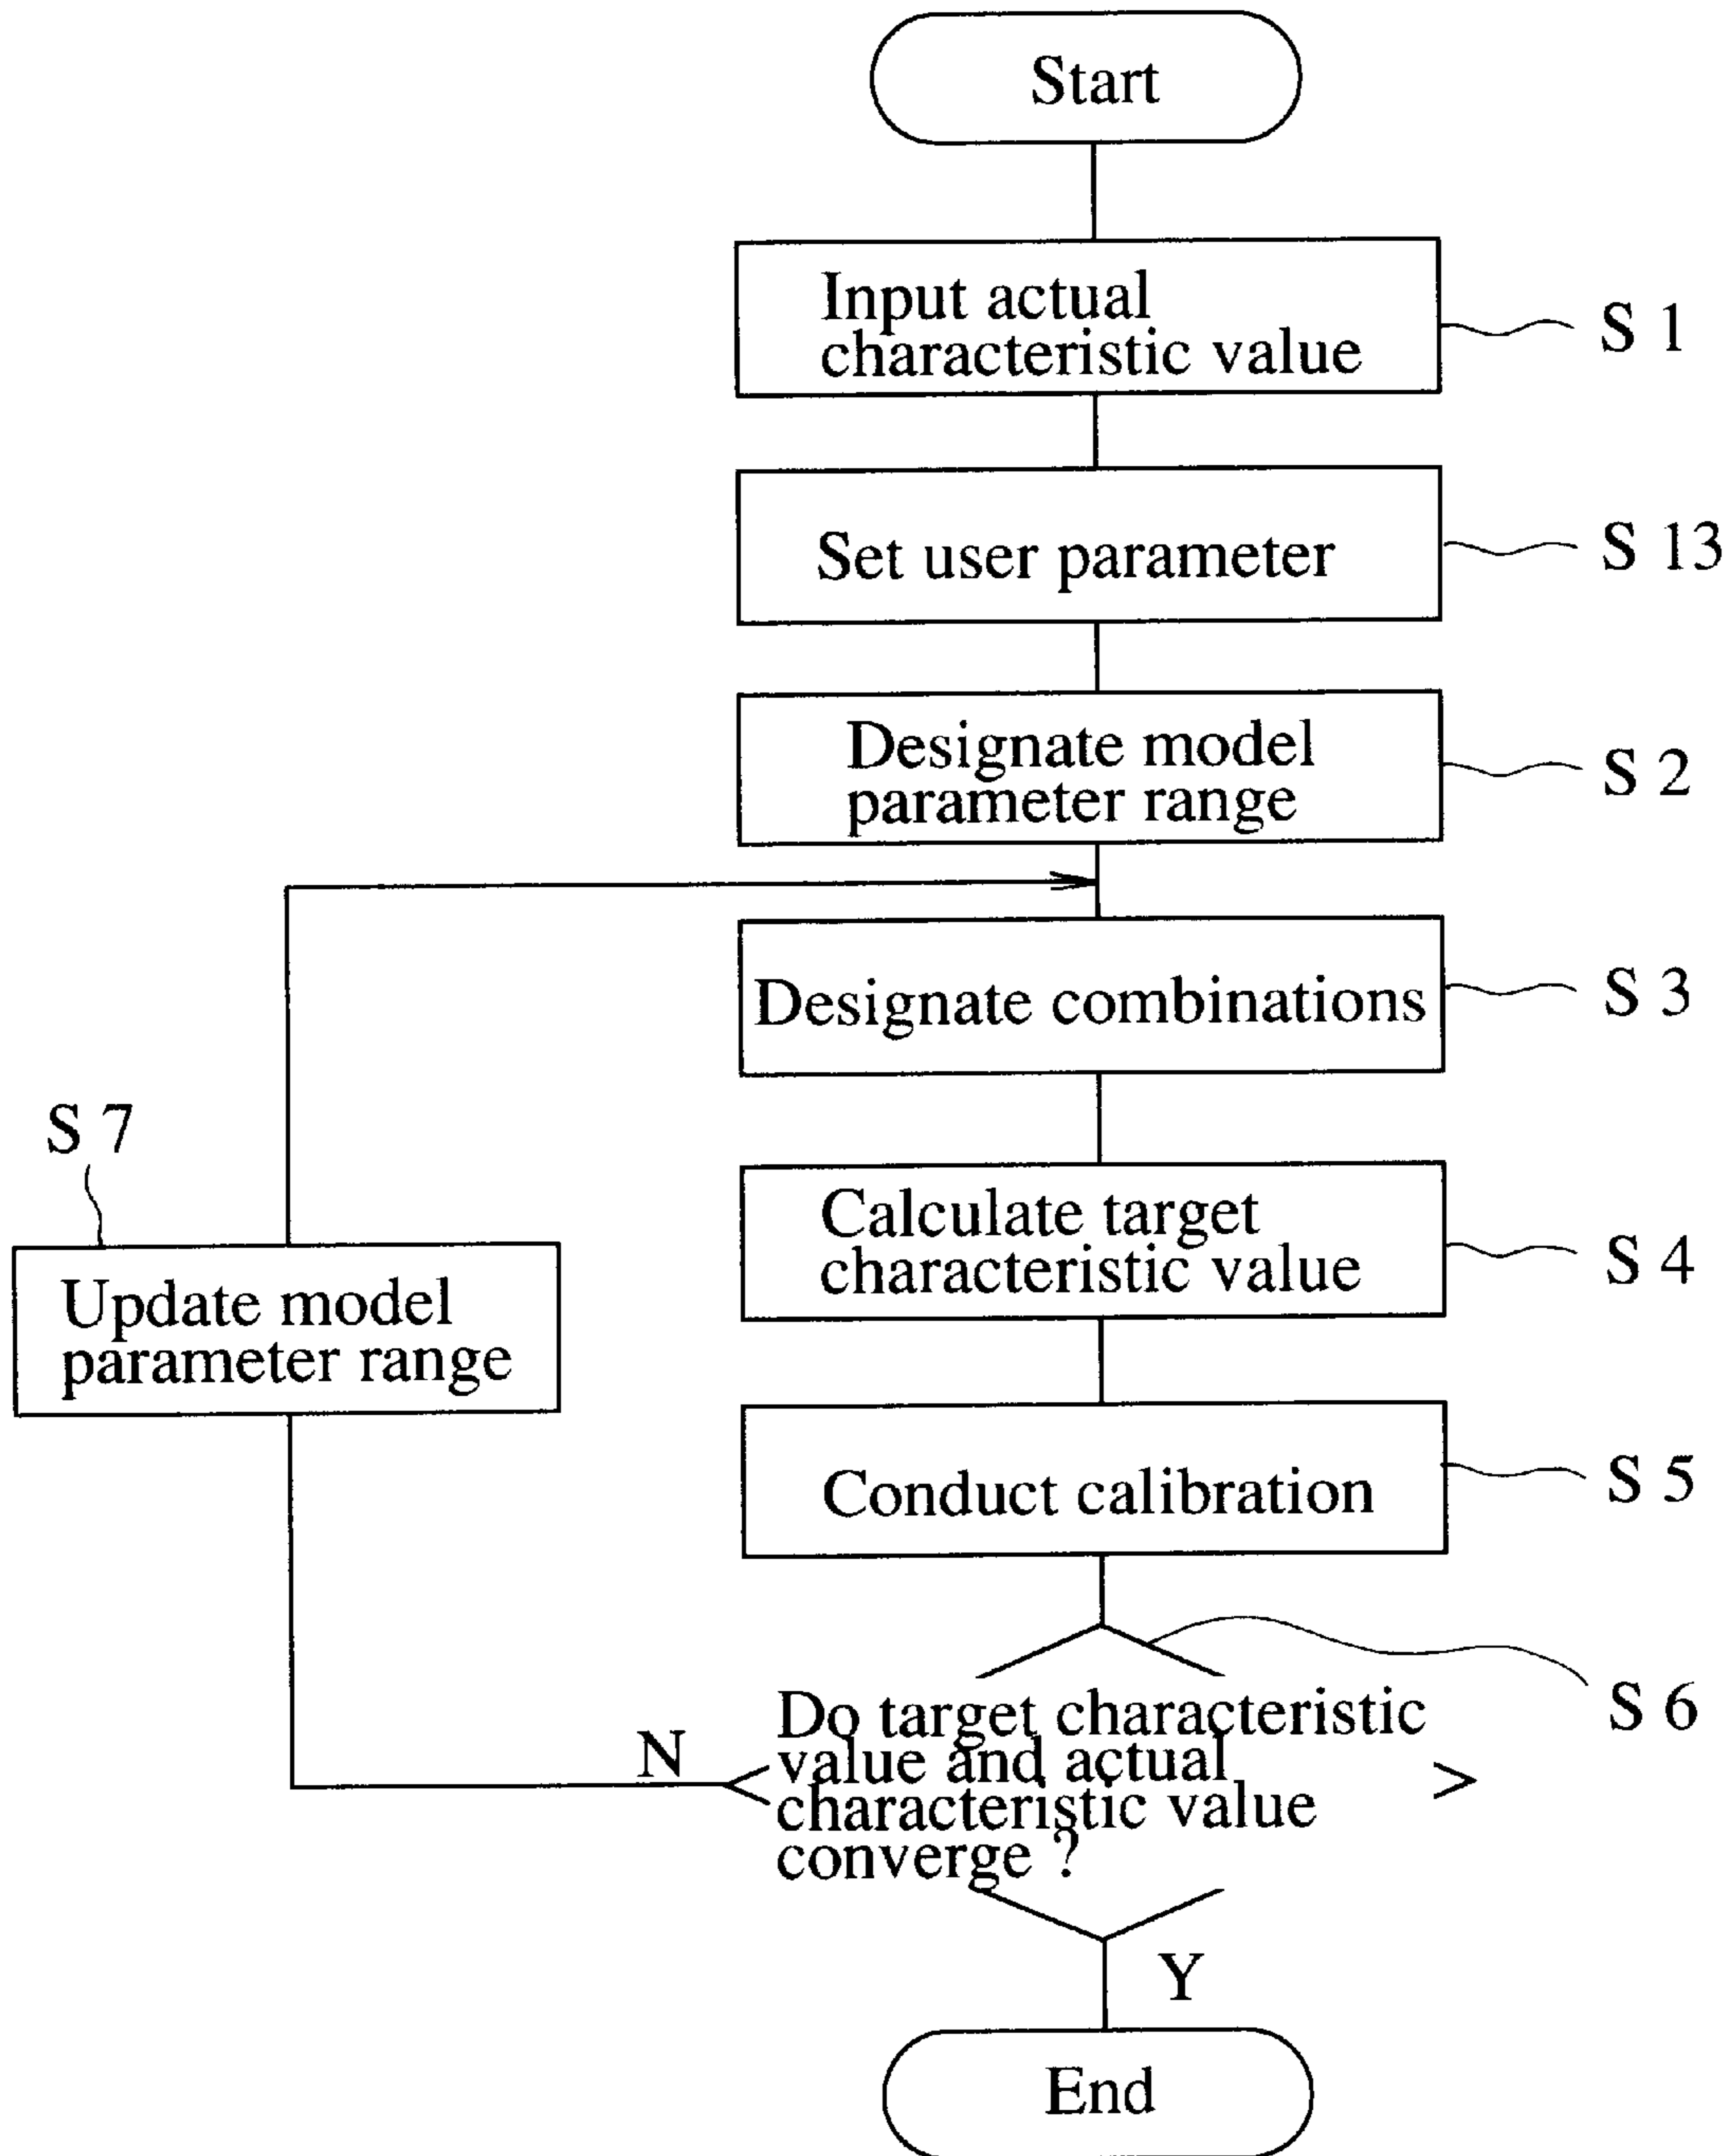 Start
Input actual
characteristic value
S 1
Set user parameter
S 13
Designate model
parameter range
S 2
Designate combinations
S 3
S 7
Calculate target
characteristic value
S 4
Update model
parameter range
Conduct calibration
S 5
S 6
Do target characteristic
value and actual
characteristic value
converge ?
N
Y
End